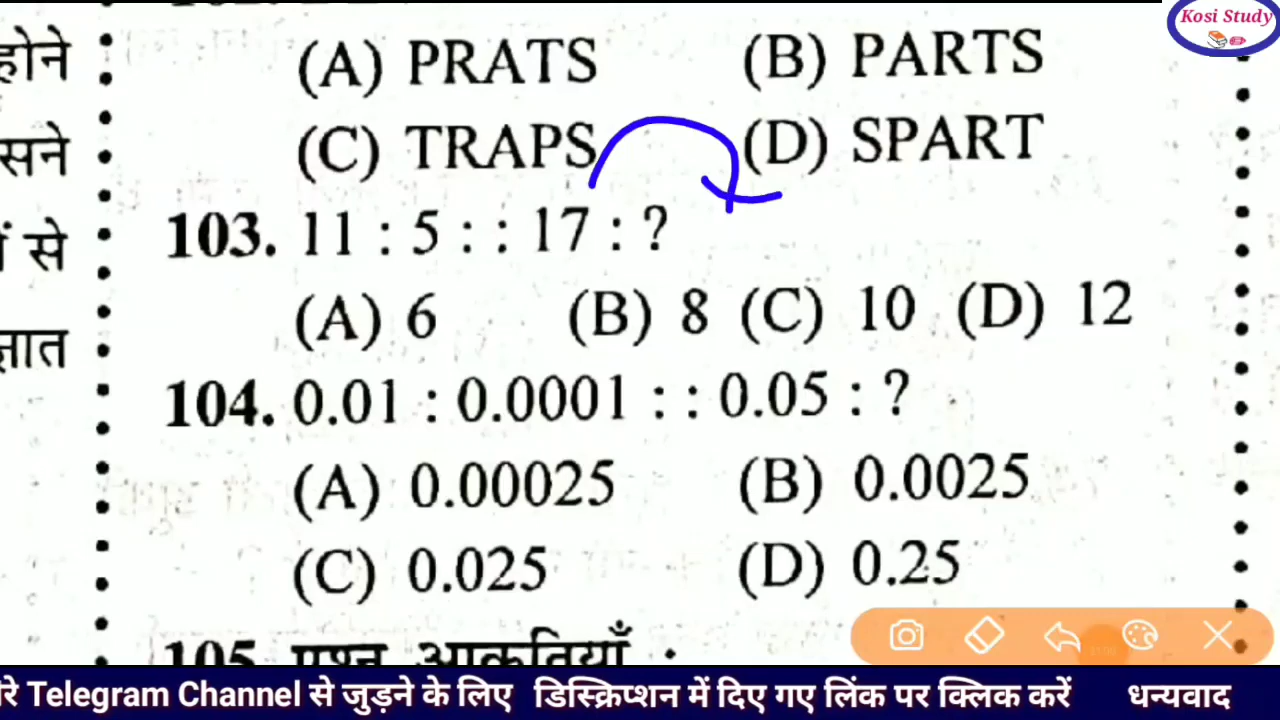 Kosi Study
होने
(A) PRATS (B) PARTS
सने
(C) TRAPS (D) SPART
से
103. 11 : 5 : : 17 : ?
(A) 6 (B) 8 (C) 10 (D) 12
104. 0.01 : 0.0001 : : 0.05 : ?
(A) 0.00025 (B) 0.0025
(C) 0.025 (D) 0.25
105. प्रश्न आकृतियाँ :
Telegram Channel से जुड़ने के लिए डिस्क्रिप्शन में दिए गए लिंक पर क्लिक करें धन्यवाद